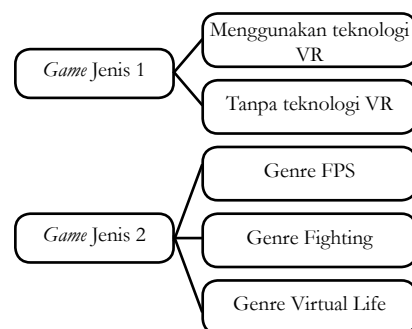 Menggunakan teknologi
VR
Game Jenis 1
Tanpa teknologi VR
Genre FPS
Game Jenis 2
Genre Fighting
Genre Virtual Life